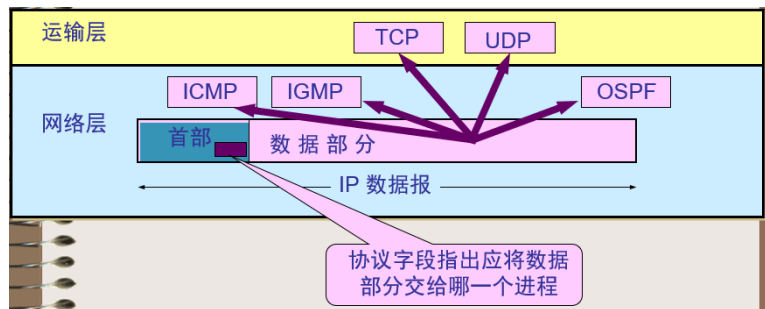 运输层
TCP
UDP
ICMP
IGMP
OSPF
网络层
首部
数据部分
IP 数据报
协议字段指出应将数据
部分交给哪一个进程